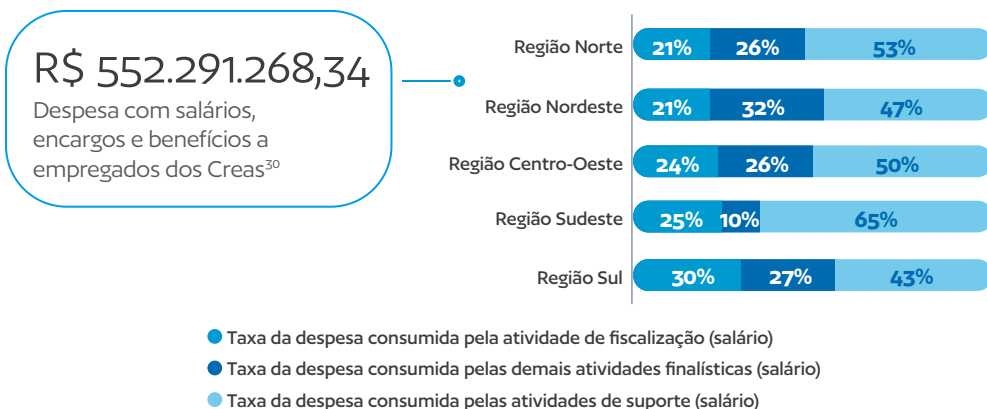 R$ 552.291.268,34
Despesa com salários,
encargos e benefícios a
empregados dos Creas³⁰
Região Norte 21% 26% 53%
Região Nordeste 21% 32% 47%
Região Centro-Oeste 24% 26% 50%
Região Sudeste 25% 10% 65%
Região Sul 30% 27% 43%
Taxa da despesa consumida pela atividade de fiscalização (salário)
Taxa da despesa consumida pelas demais atividades finalísticas (salário)
Taxa da despesa consumida pelas atividades de suporte (salário)